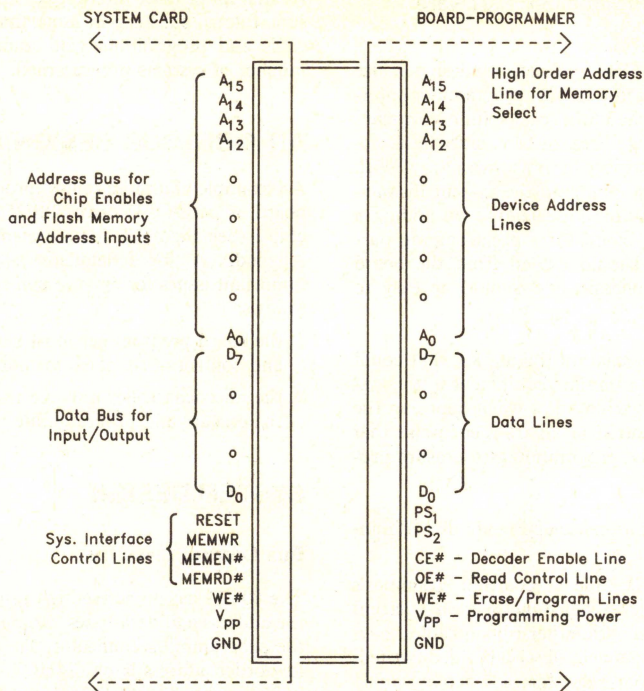 SYSTEM CARD
BOARD-PROGRAMMER
A15
A14
A13
A12
Address Bus for
Chip Enables
and Flash Memory
Address Inputs
A0
D7
Data Bus for
Input/Output
D0
RESET
MEMWR
MEMEN#
MEMRD#
Sys. Interface
Control Lines
WE#
VPP
GND
A15
High Order Address
Line for Memory
Select
A14
A13
A12
Device Address
Lines
A0
D7
Data Lines
D0
PS1
PS2
CE# – Decoder Enable Line
OE# – Read Control LIne
WE# – Erase/Program Lines
VPP – Programming Power
GND